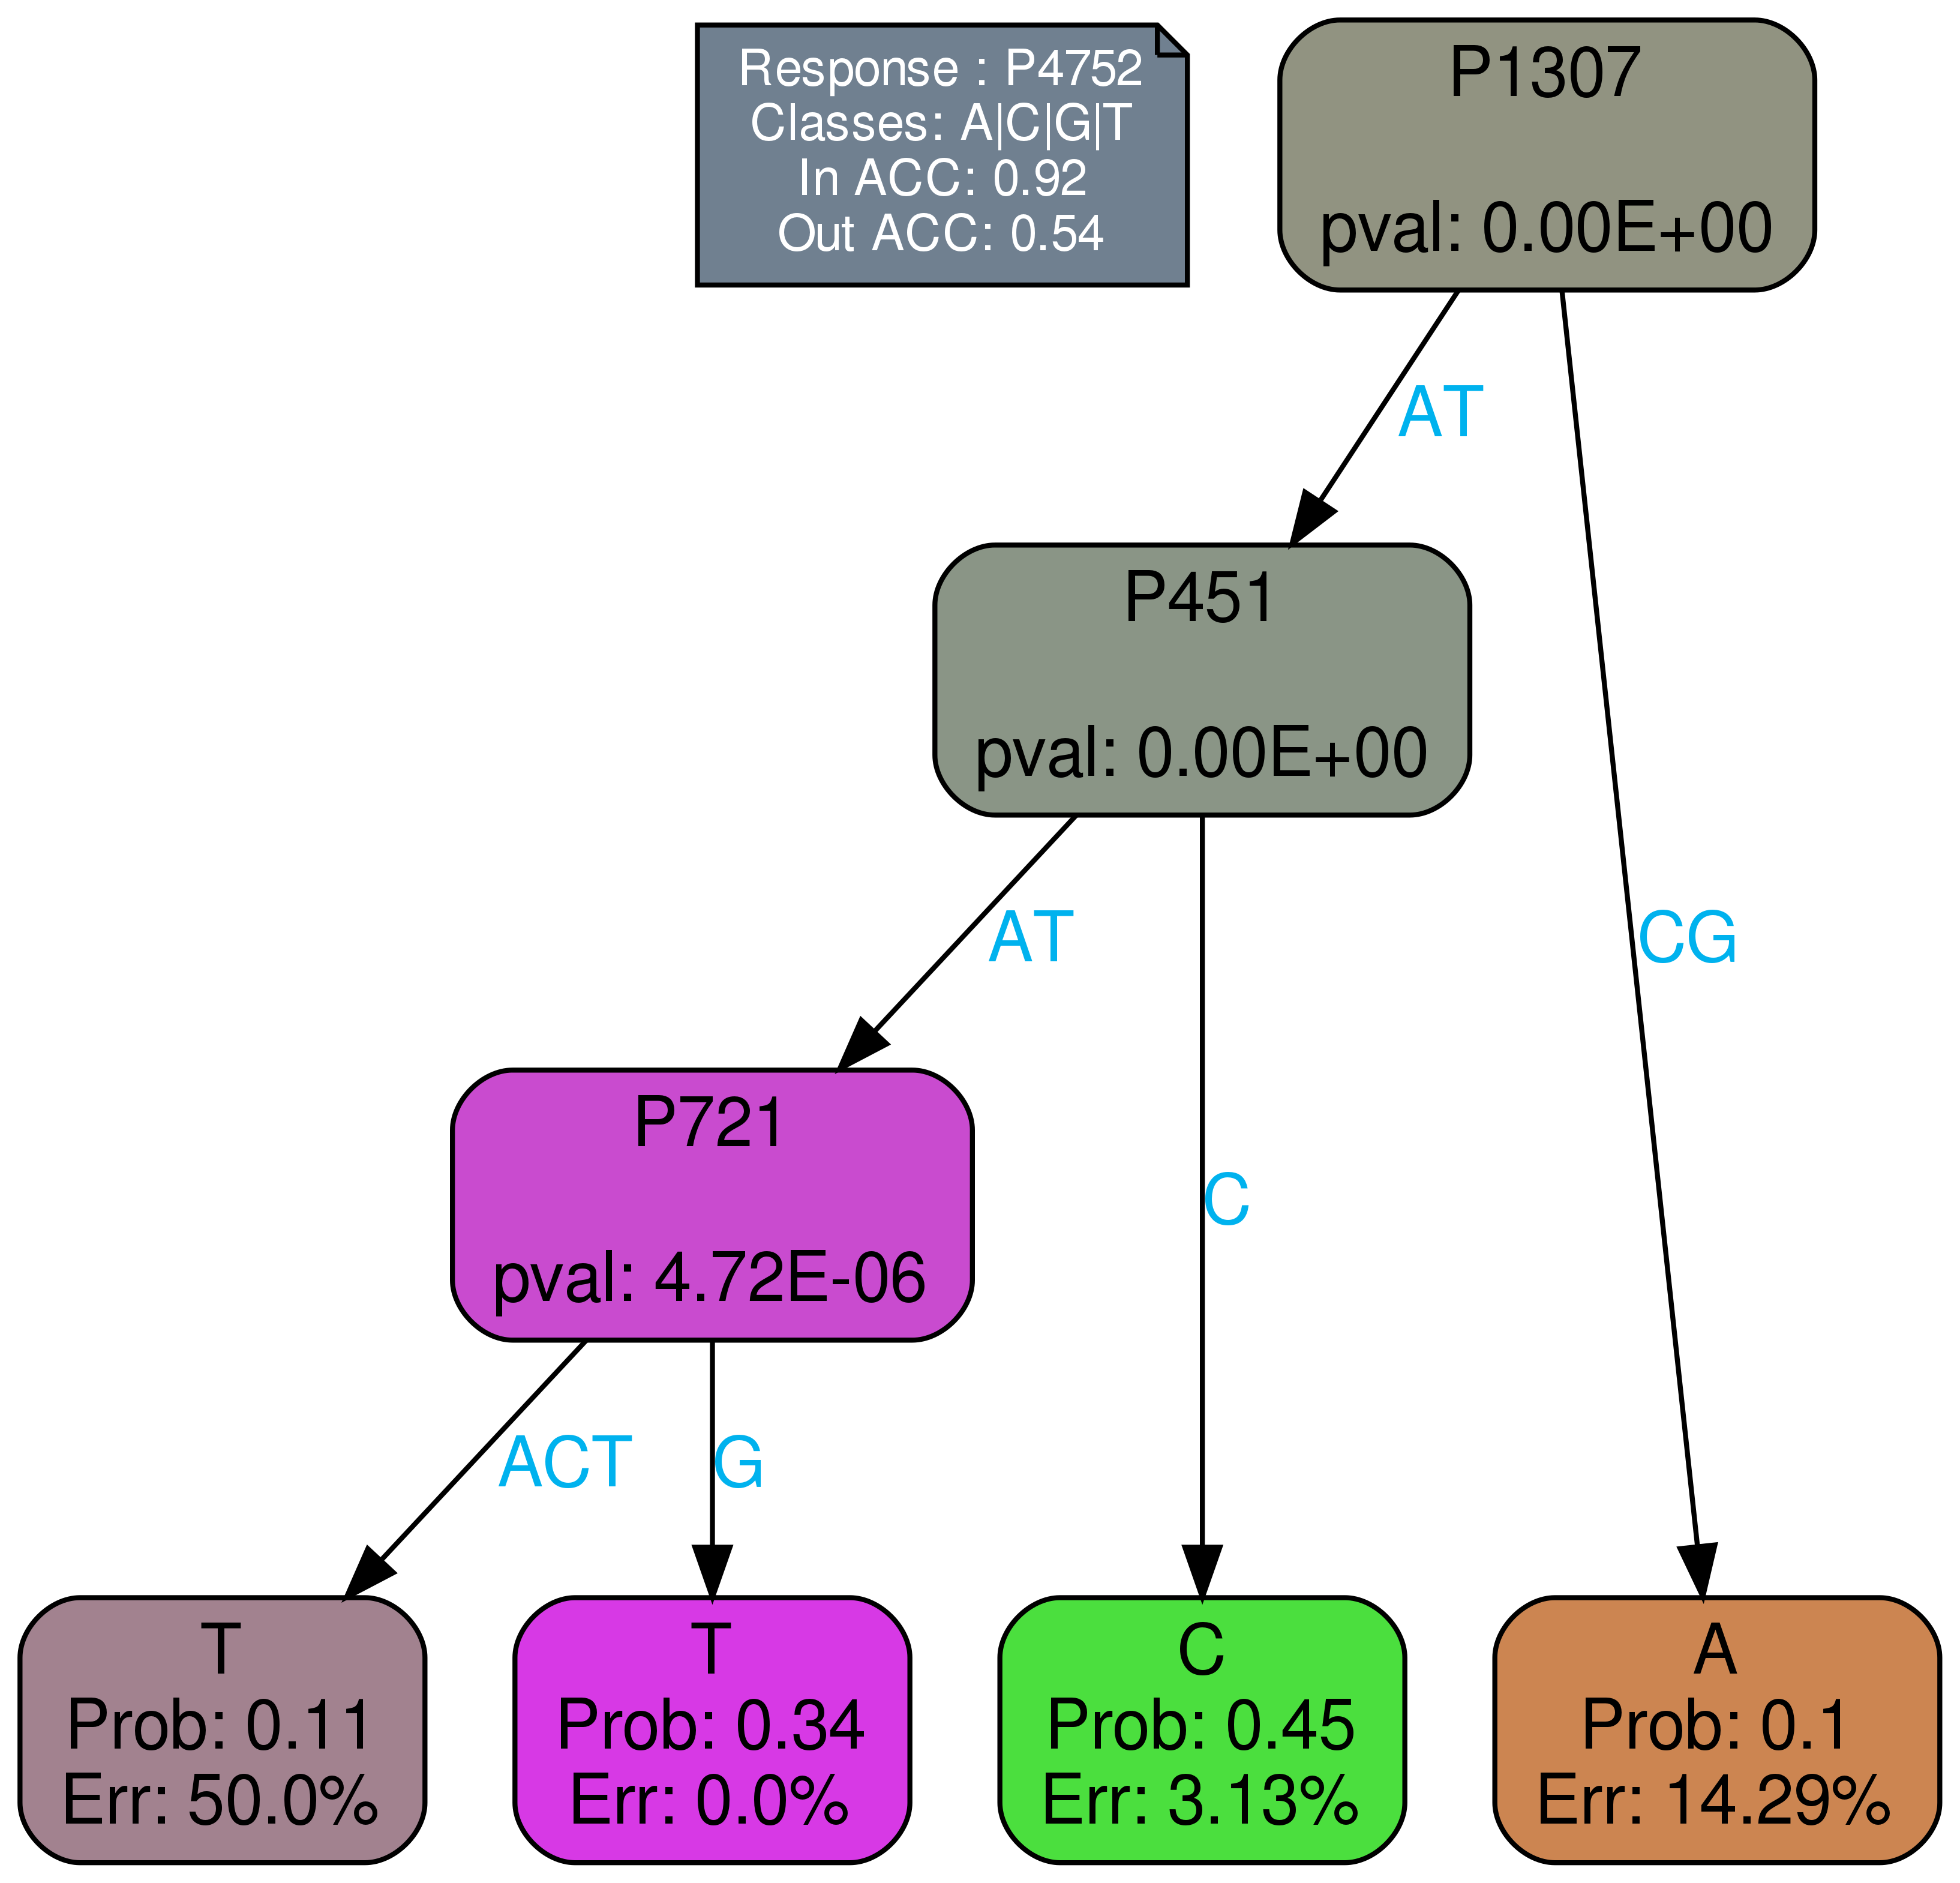 Response : P4752
Classes: A|C|G|T
In ACC: 0.92
Out ACC: 0.54
P1307
pval: 0.00E+00
AT
P451
pval: 0.00E+00
AT
CG
P721
pval: 4.72E-06
C
ACT
G
T
Prob: 0.11
Err: 50.0%
T
Prob: 0.34
Err: 0.0%
C
Prob: 0.45
Err: 3.13%
A
Prob: 0.1
Err: 14.29%